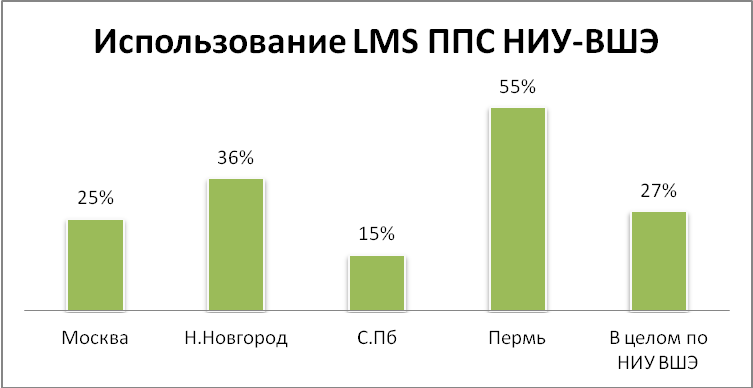 Использование LMS ППС НИУ-ВШЭ
55%
36%
25%
27%
15%
Москва
Н.Новгород
С.Пб
Пермь
В целом по
НИУ ВШЭ